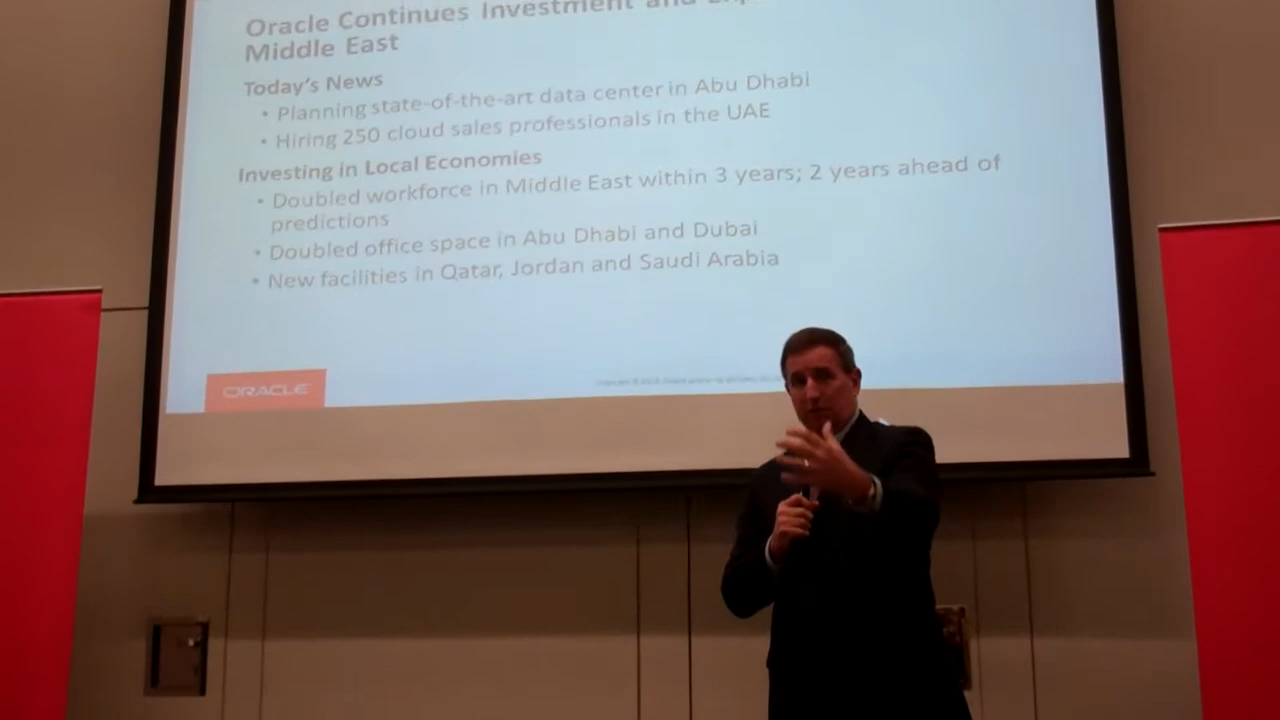 Oracle Continues Investment and
Middle East
Today's News
• Planning state-of-the-art data center in Abu Dhabi
• Hiring 250 cloud sales professionals in the UAE
Investing in Local Economies
• Doubled workforce in Middle East within 3 years; 2 years ahead of
predictions
• Doubled office space in Abu Dhabi and Dubai
• New facilities in Qatar, Jordan and Saudi Arabia
ORACLE